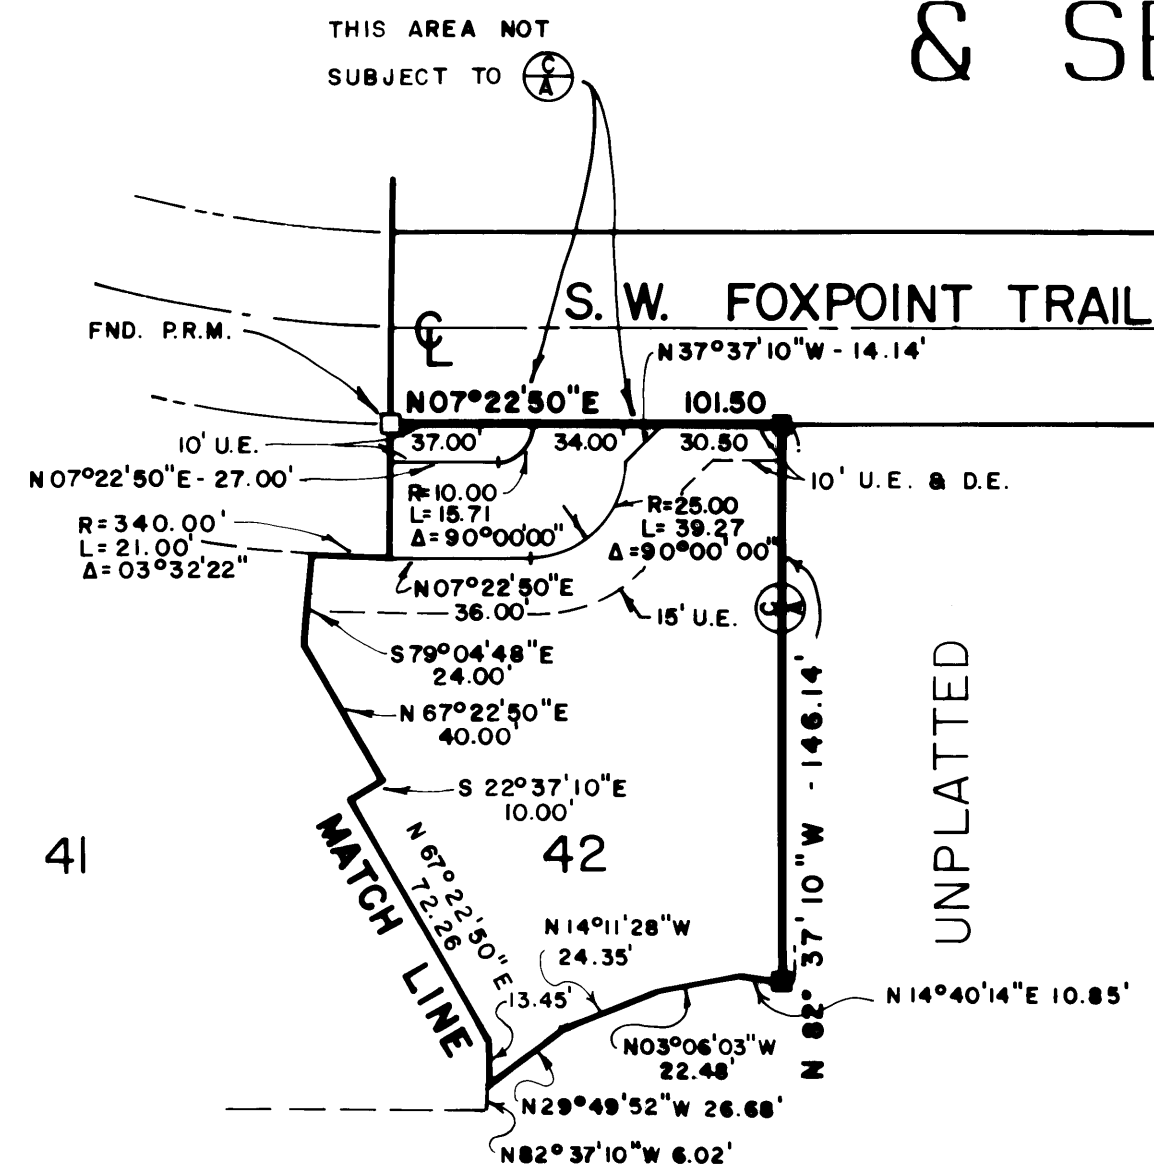 THIS AREA NOT
SUBJECT TO C/A
& S
S. W. FOXPOINT TRAIL
FND. P.R.M.
CL
N37°37'10"W - 14.14'
N07°22'50"E 101.50
10' U.E.
37.00'
34.00'
30.50
N07°22'50"E - 27.00'
10' U.E. & D.E.
R=10.00
L=15.71
Δ=90°00'00"
R=25.00
L= 39.27
Δ=90°00'00"
R=340.00'
L=21.00'
Δ=03°32'22"
N07°22'50"E
36.00'
15' U.E.
C/A
S79°04'48"E
24.00'
N 67°22'50"E
40.00'
S 22°37'10"E
10.00'
N 82° 37' 10" W - 146.14'
UNPLATTED
41
42
MATCH LINE
N 67°22'50"E
72.26
N14°11'28"W
24.35'
13.45'
N14°40'14"E 10.85'
N03°06'03"W
22.48'
N29°49'52"W 26.68'
N82°37'10"W 6.02'